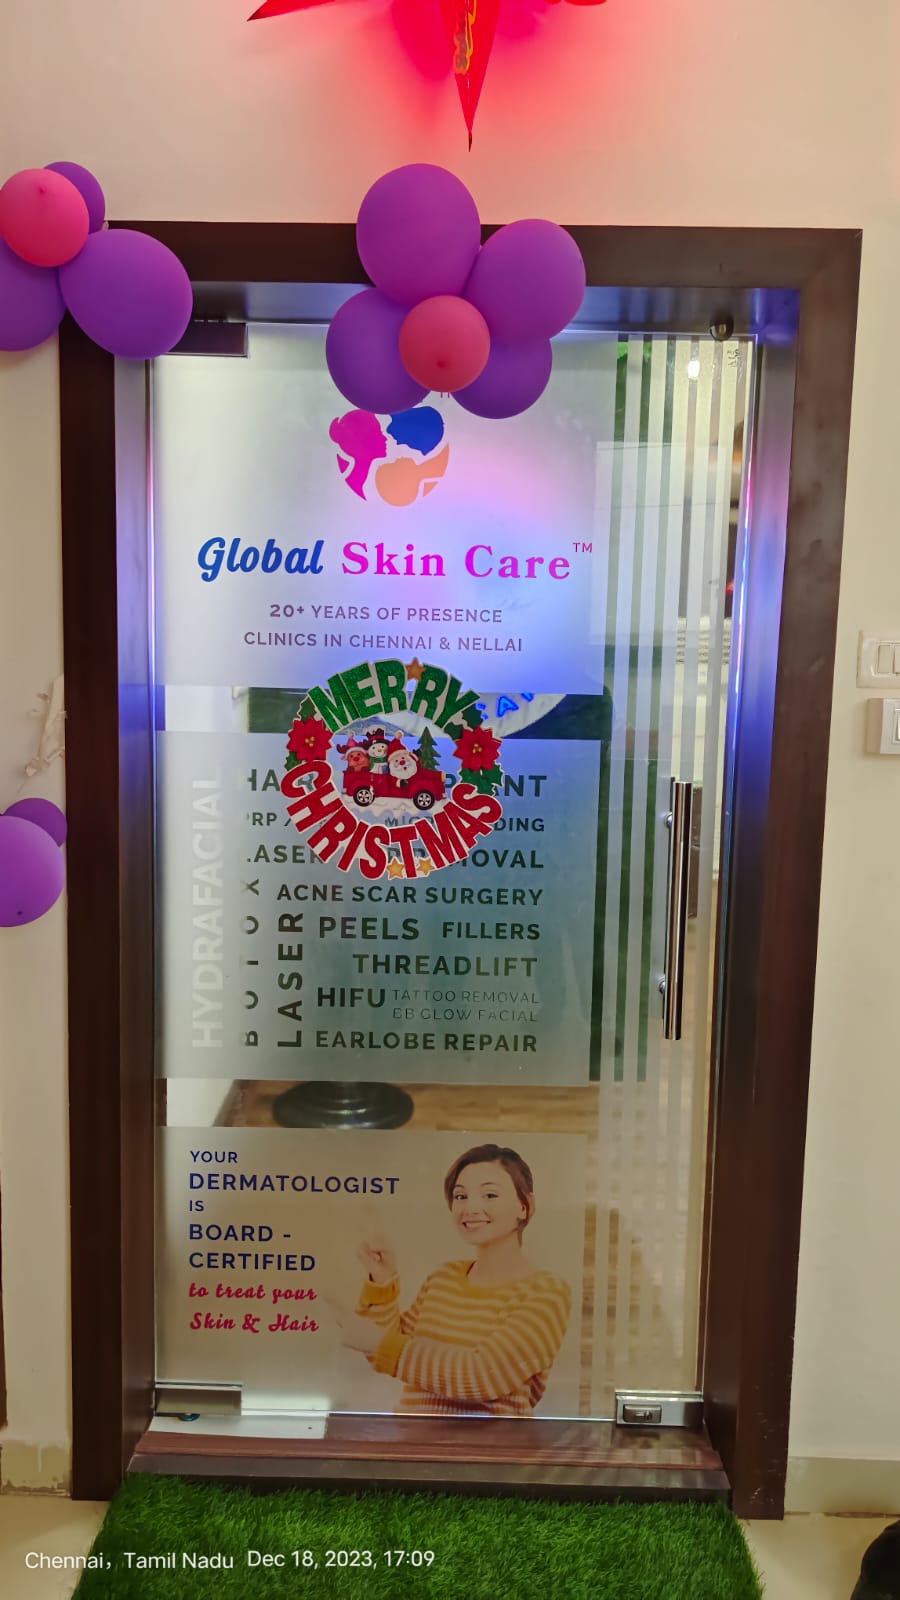 Global Skin Care™
20+ YEARS OF PRESENCE
CLINICS IN CHENNAI & NELLAI
MERRY
CHRISTMAS
HYDRAFACIAL
BOTOX
LASER
ACNE SCAR SURGERY
PEELS FILLERS
THREADLIFT
HIFU TATTOO REMOVAL
BB GLOW FACIAL
EARLOBE REPAIR
YOUR
DERMATOLOGIST
IS
BOARD -
CERTIFIED
to treat your
Skin & Hair
Chennai, Tamil Nadu Dec 18, 2023, 17:09